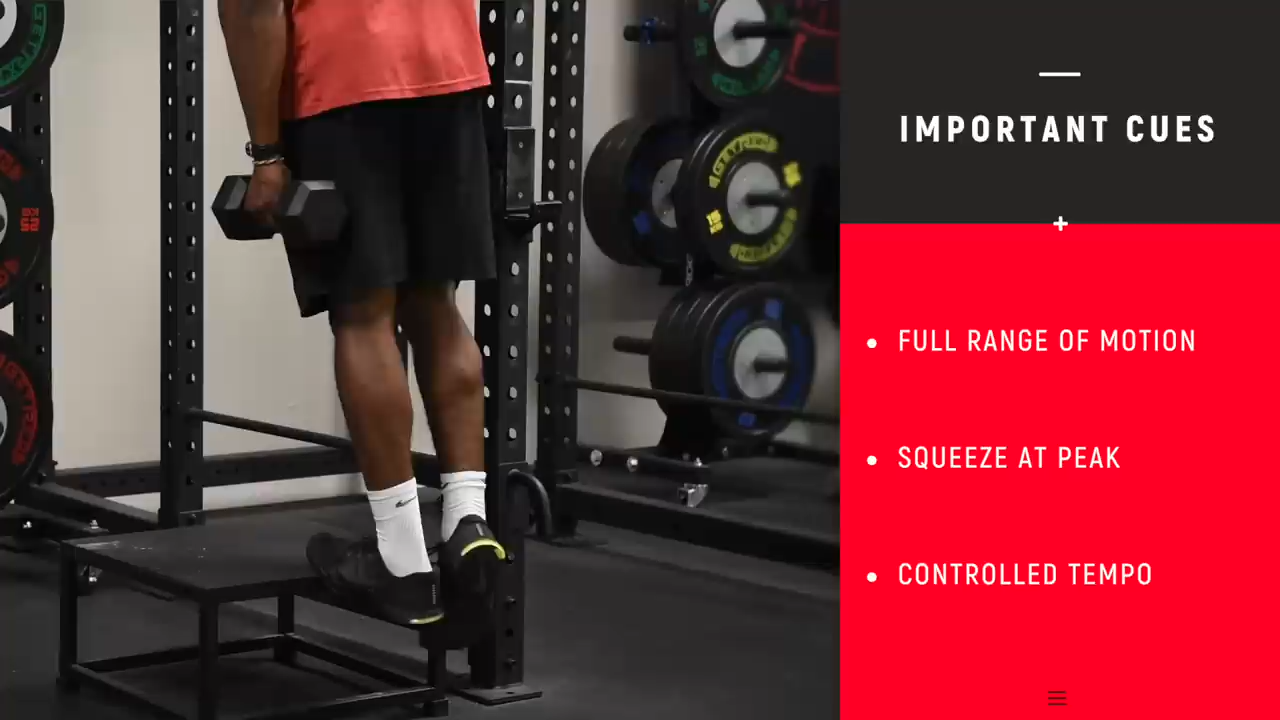 IMPORTANT CUES
FULL RANGE OF MOTION
SQUEEZE AT PEAK
CONTROLLED TEMPO